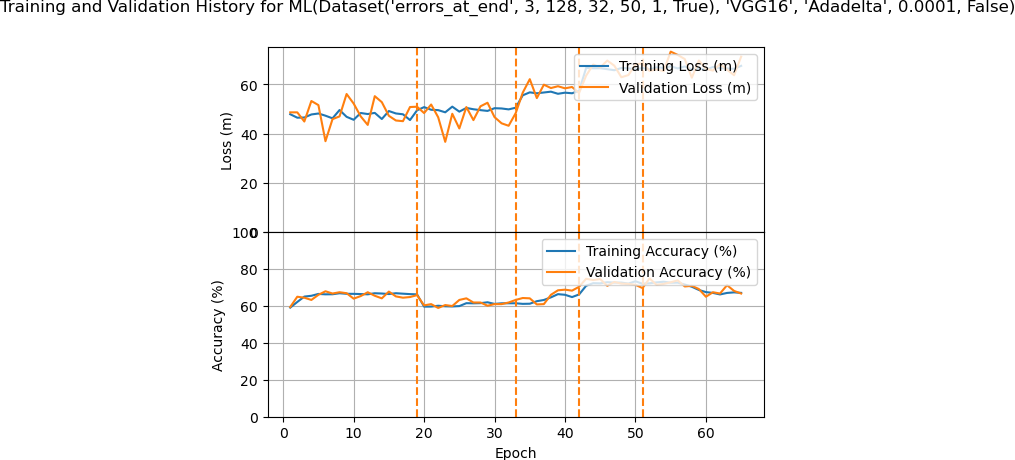 Training and Validation History for ML(Dataset('errors_at_end', 3, 128, 32, 50, 1, True), 'VGG16', 'Adadelta', 0.0001, False)
Training Loss (m)
Validation Loss (m)
60
40
20
0
Loss (m)
Training Accuracy (%)
Validation Accuracy (%)
100
80
60
40
20
0
Accuracy (%)
0 10 20 30 40 50 60
Epoch